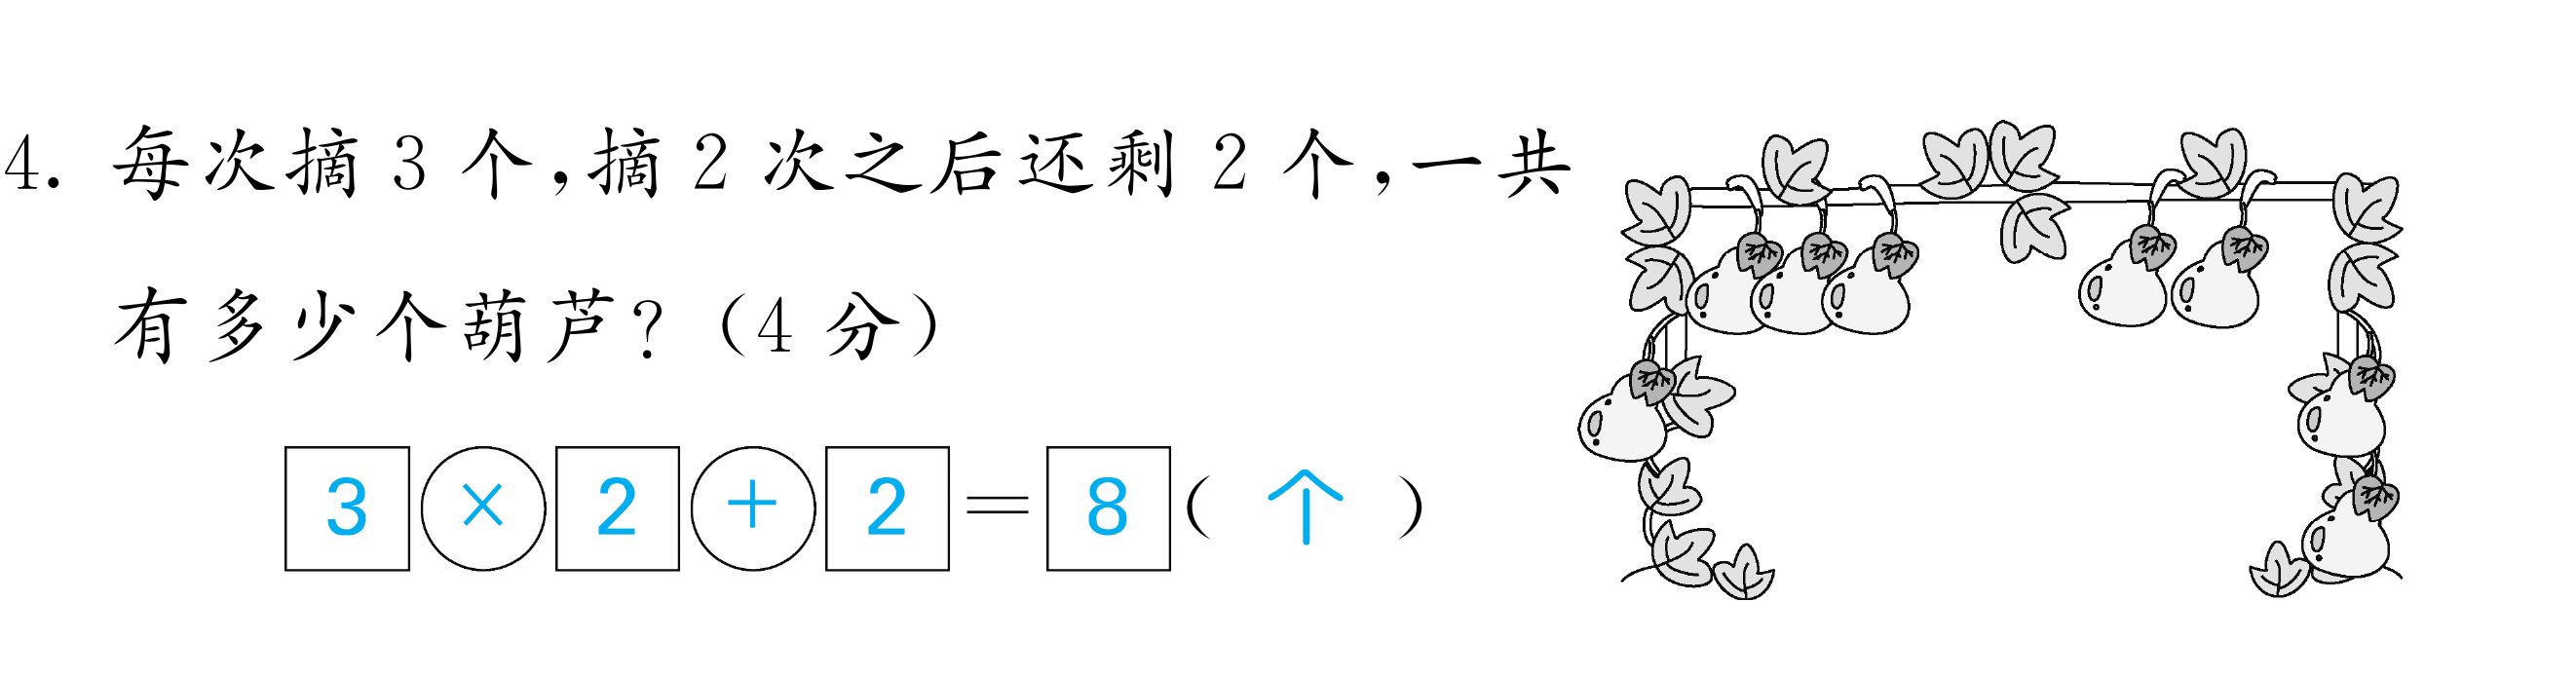 4. 每次摘 3 个,摘 2 次之后还剩 2 个,一共
有多少个葫芦?(4 分)
3 × 2 + 2 = 8 ( 个 )